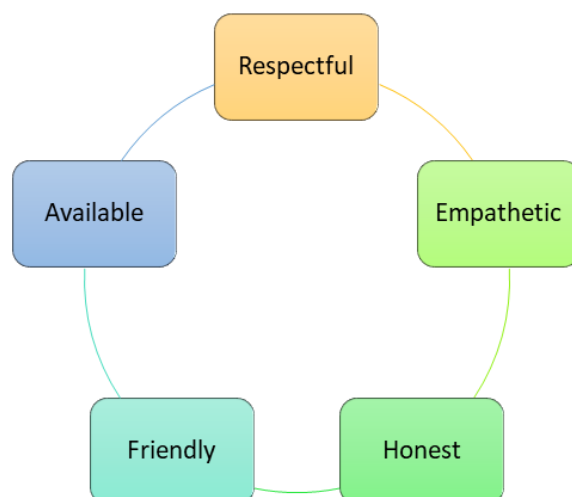 Respectful
Empathetic
Honest
Friendly
Available